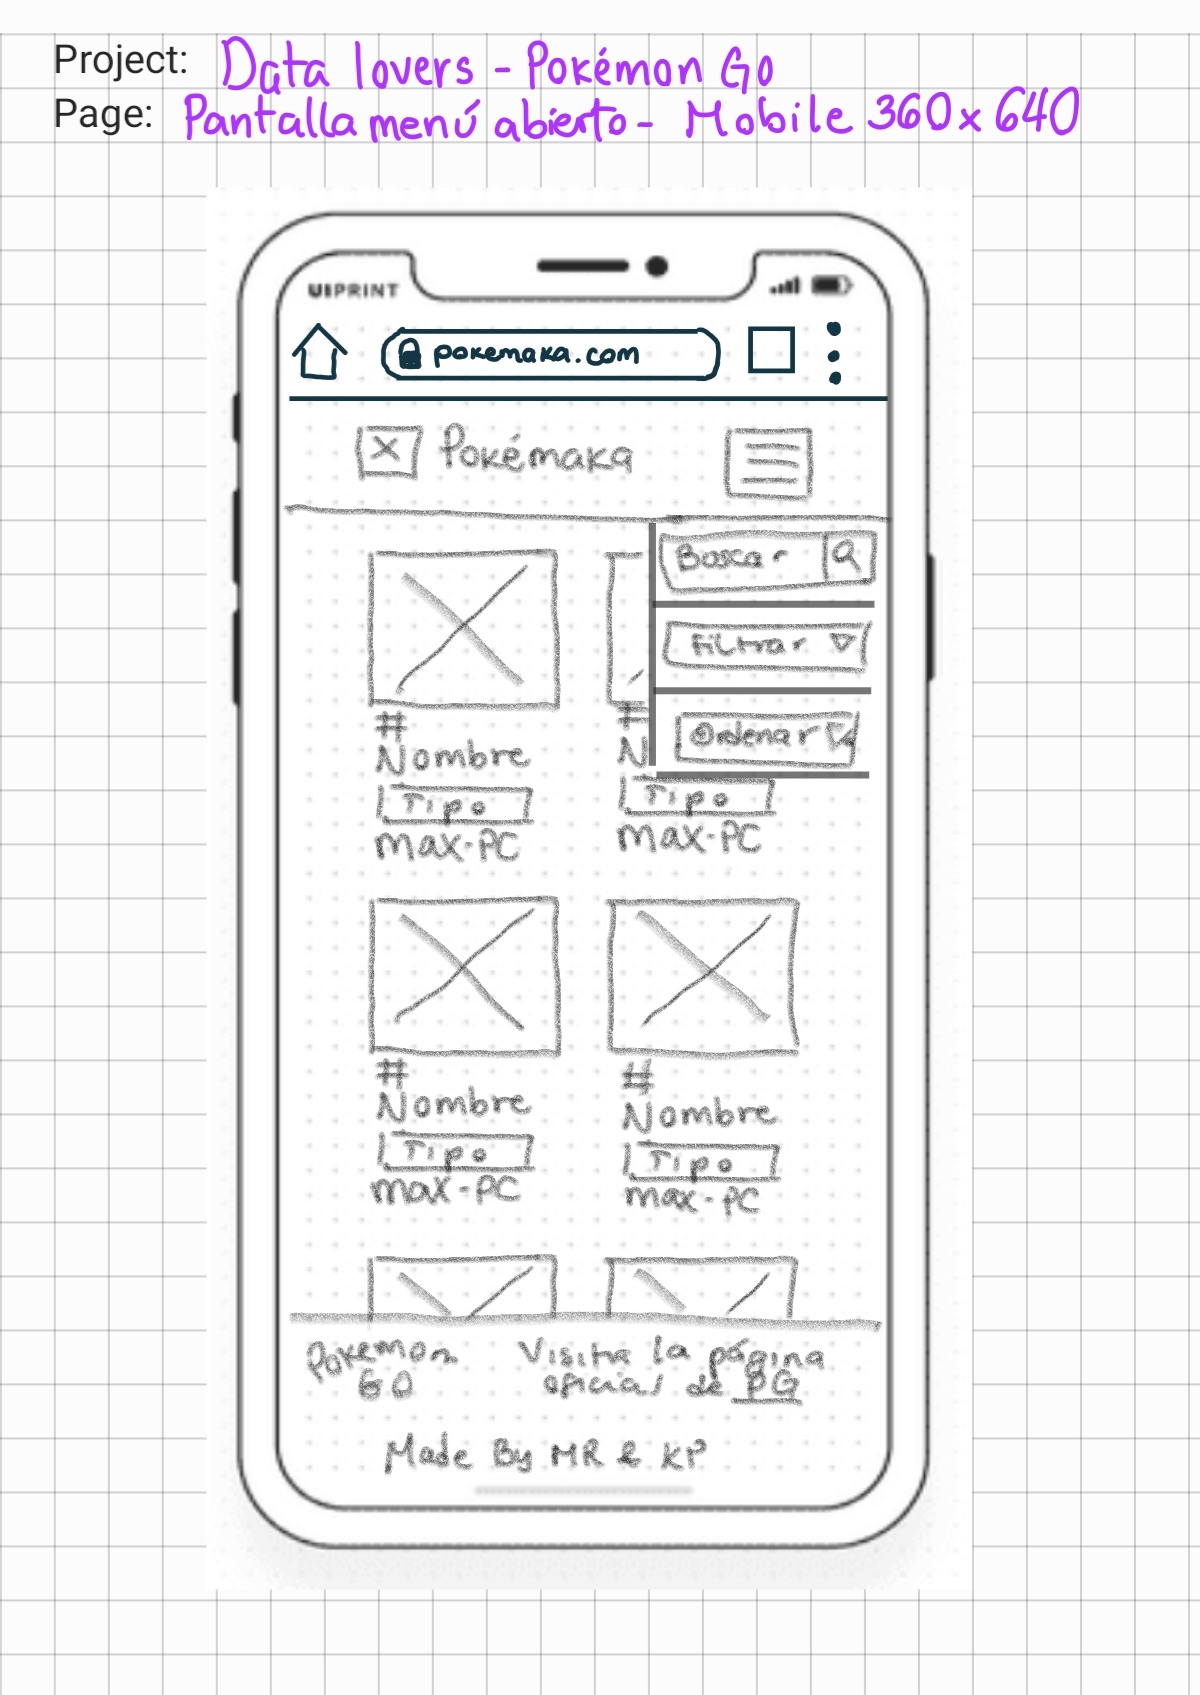 Project: Data lovers - Pokémon GO
Page: Pantalla menú abierto - Mobile 360x640
UIPRINT
pokemaka.com
X Pokémaka
Buscar
Filtrar
Ordenar
#
Nombre
Tipo
max-PC
#
N
Tipo
max-PC
#
Nombre
Tipo
max-PC
#
Nombre
Tipo
max-PC
Pokemon
GO
Visita la página
oficial de PG
Made By MR & KP